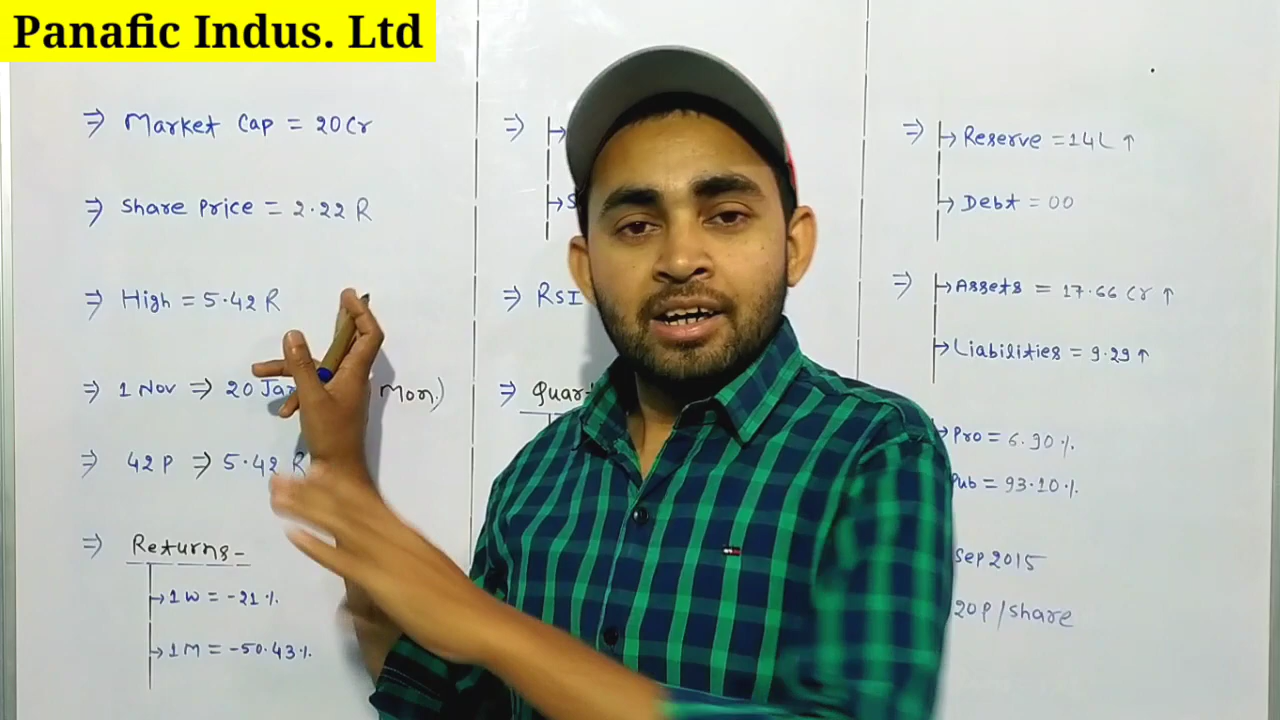 Panafic Indus. Ltd
⇒ Market Cap = 20Cr
⇒ Share Price = 2.22 R
⇒ High = 5.42 R
⇒ 1 Nov ⇒ 20 Jan Mon.)
⇒ 42 P ⇒ 5.42 R
⇒ Returns-
→ 1W = -21%.
→ 1M = -50.43%.
⇒ →
→ S
⇒ RSI
⇒ Quar
⇒ → Reserve = 14L ↑
→ Debt = 00
⇒ → Assets = 17.66 Cr ↑
→ Liabilities = 9.29 ↑
Pro = 6.90%.
Pub = 93.10%.
Sep 2015
20P/share